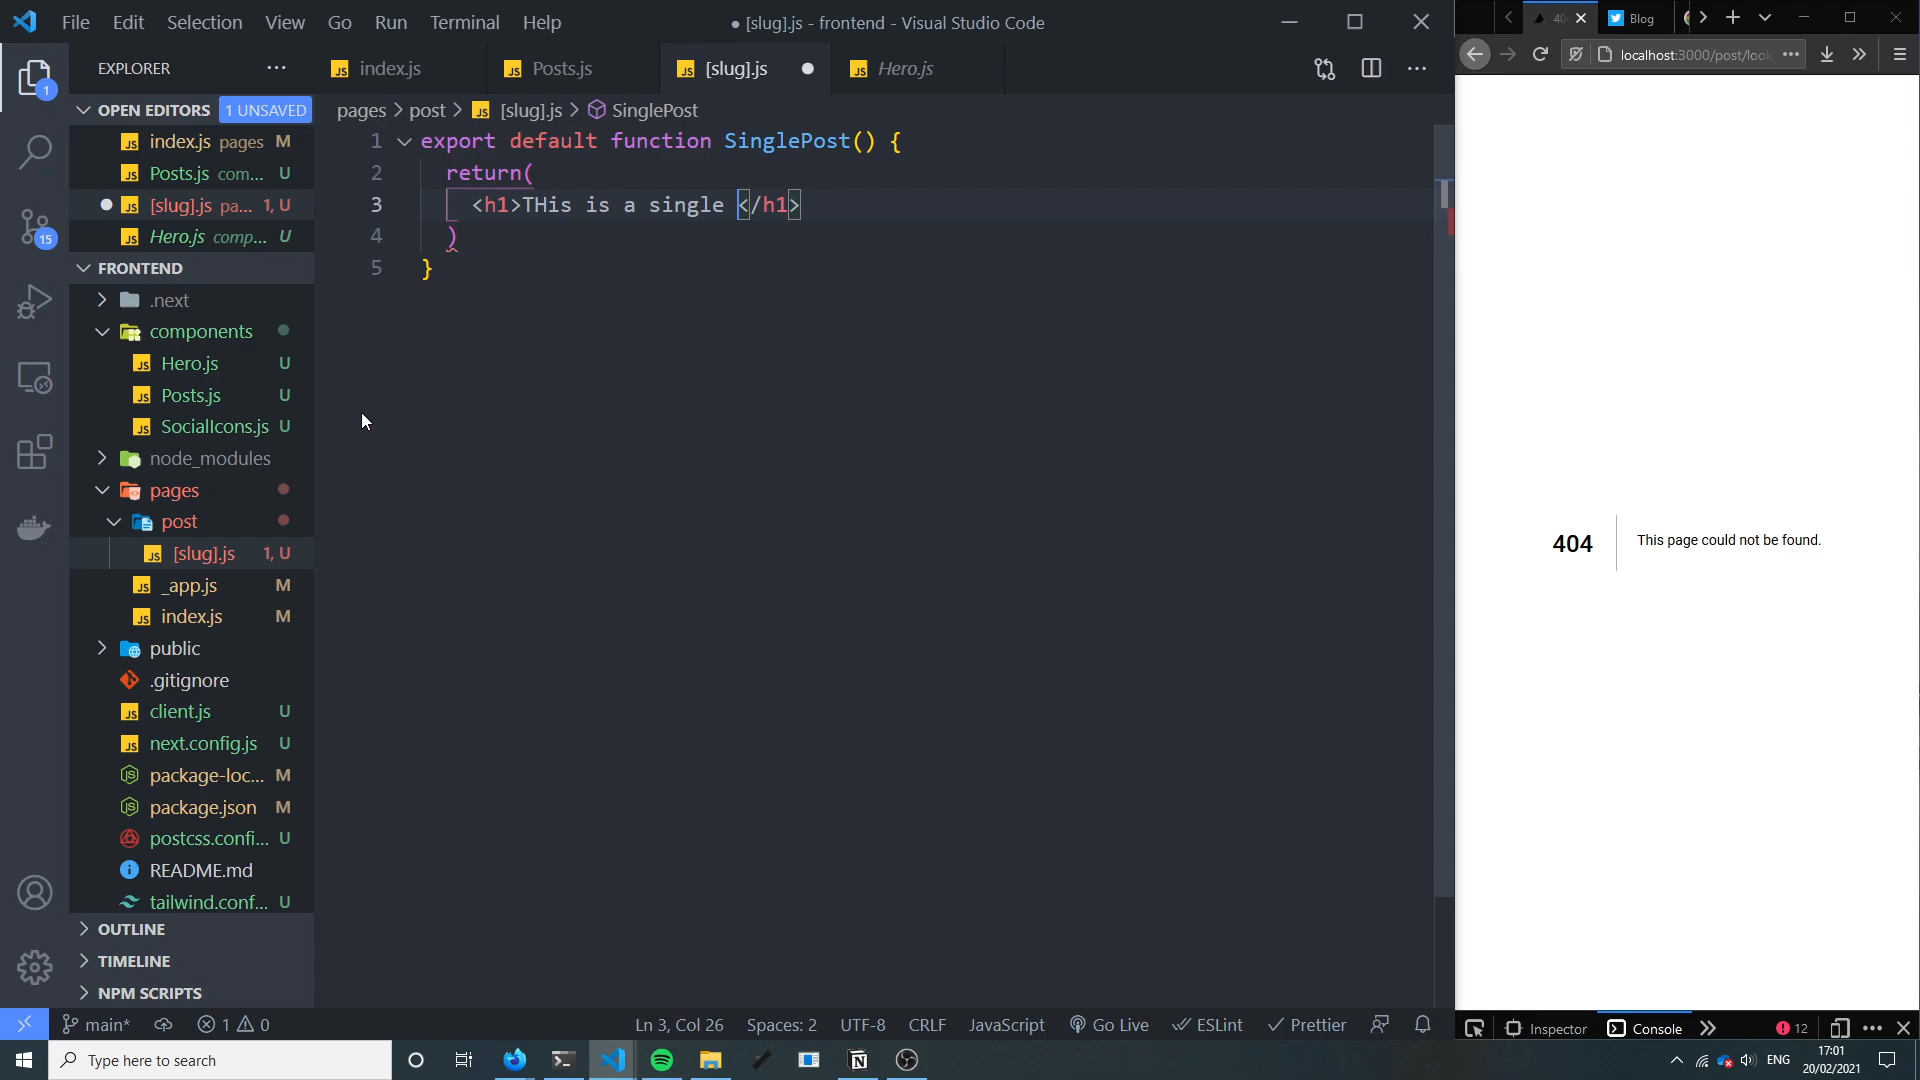 File Edit Selection View Go Run Terminal Help
● [slug].js - frontend - Visual Studio Code
EXPLORER
index.js
Posts.js
[slug].js
Hero.js
OPEN EDITORS 1 UNSAVED
index.js pages M
Posts.js com... U
[slug].js pa... 1, U
Hero.js comp... U
FRONTEND
.next
components
Hero.js U
Posts.js U
SocialIcons.js U
node_modules
pages
post
[slug].js 1, U
_app.js M
index.js M
public
.gitignore
client.js U
next.config.js U
package-loc... M
package.json M
postcss.confi... U
README.md
tailwind.conf... U
OUTLINE
TIMELINE
NPM SCRIPTS
1
15
pages > post > [slug].js > SinglePost
1 export default function SinglePost() {
2 return(
3 <h1>THis is a single </h1>
4 )
5 }
main* 1 0
Ln 3, Col 26 Spaces: 2 UTF-8 CRLF JavaScript Go Live ESLint Prettier
40
Blog
localhost:3000/post/look
404
This page could not be found.
Inspector Console 12
Type here to search
ENG
17:01
20/02/2021